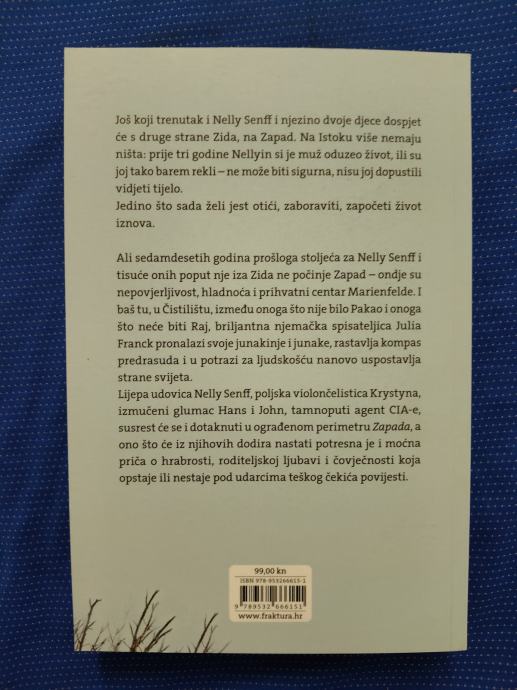 Još koji trenutak i Nelly Senff i njezino dvoje djece dospjet
će s druge strane Zida, na Zapad. Na Istoku više nemaju
ništa: prije tri godine Nellyin si je muž oduzeo život, ili su
joj tako barem rekli – ne može biti sigurna, nisu joj dopustili
vidjeti tijelo.
Jedino što sada želi jest otići, zaboraviti, započeti život
iznova.
Ali sedamdesetih godina prošloga stoljeća za Nelly Senff i
tisuće onih poput nje iza Zida ne počinje Zapad – ondje su
nepovjerljivost, hladnoća i prihvatni centar Marienfelde. I
baš tu, u Čistilištu, između onoga što nije bilo Pakao i onoga
što neće biti Raj, briljantna njemačka spisateljica Julia
Franck pronalazi svoje junakinje i junake, rastavlja kompas
predrasuda i u potrazi za ljudskošću nanovo uspostavlja
strane svijeta.
Lijepa udovica Nelly Senff, poljska violončelistica Krystyna,
izmučeni glumac Hans i John, tamnoputi agent CIA-e,
susrest će se i dotaknuti u ograđenom perimetru Zapada, a
ono što će iz njihovih dodira nastati potresna je i moćna
priča o hrabrosti, roditeljskoj ljubavi i čovječnosti koja
opstaje ili nestaje pod udarcima teškog čekića povijesti.
99,00 kn
ISBN 978-953266615-1
9 789532 666151
www.fraktura.hr